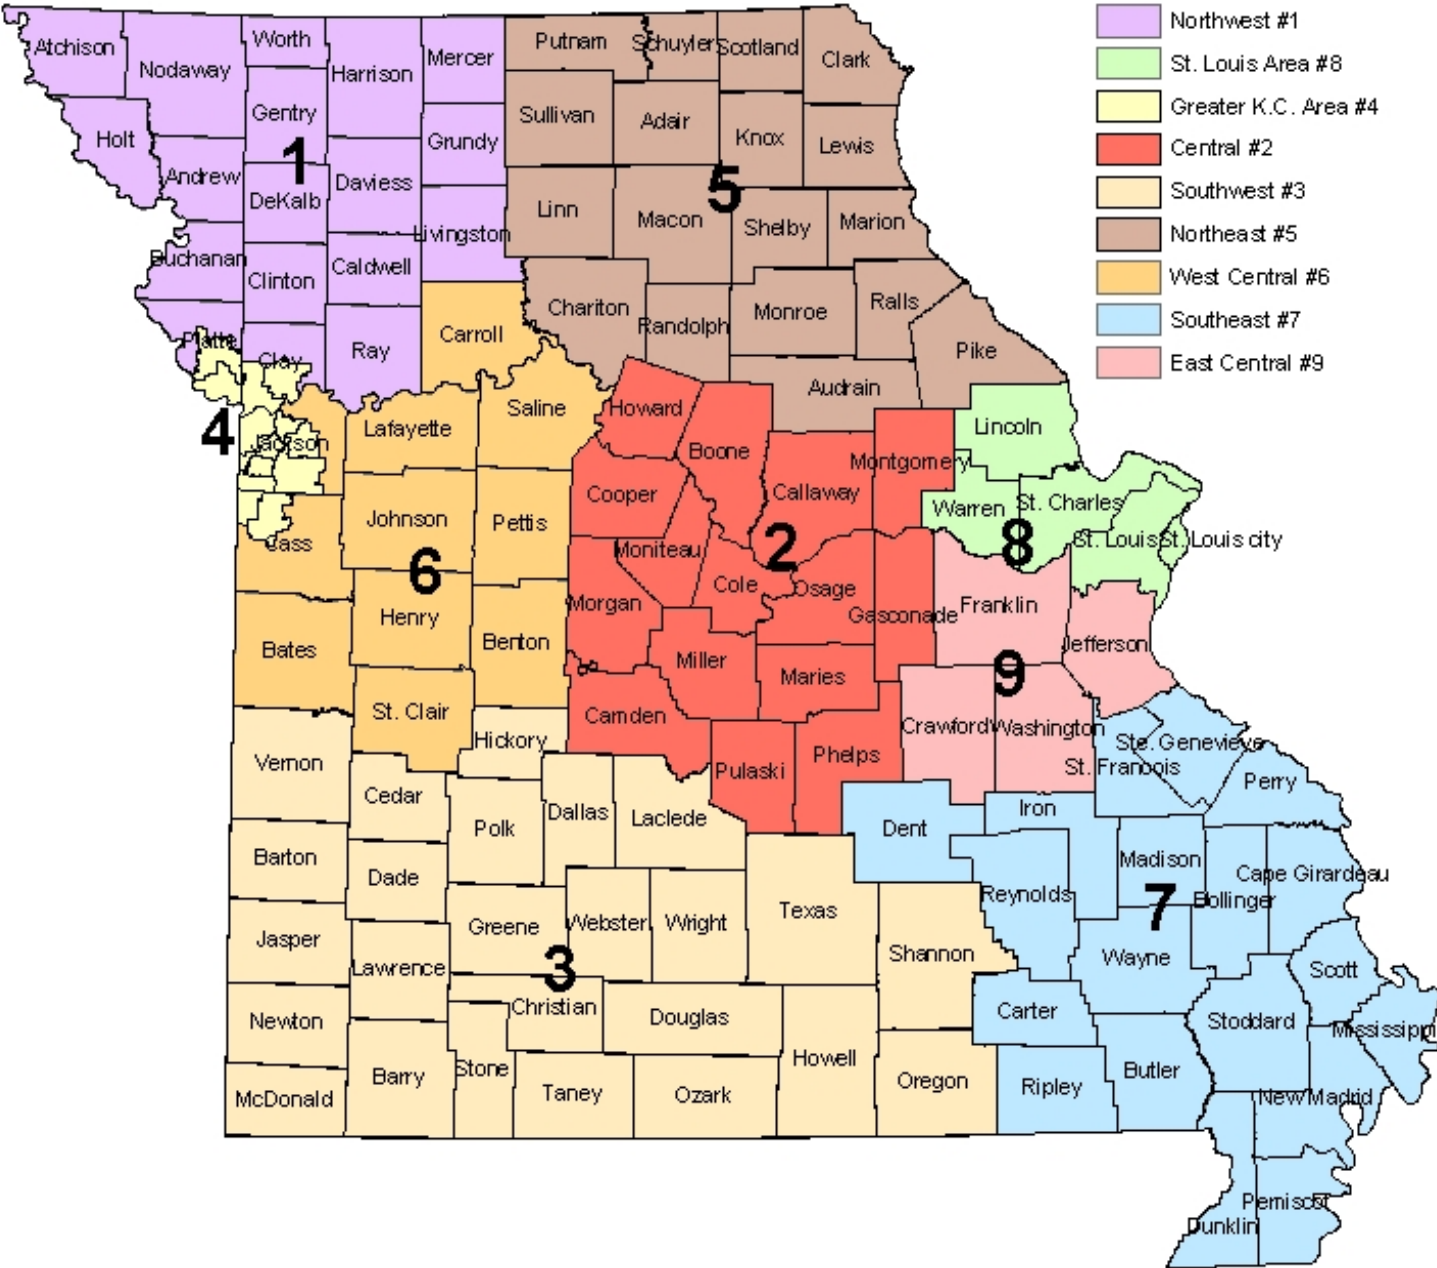 Northwest #1
St. Louis Area #8
Greater K.C. Area #4
Central #2
Southwest #3
Northeast #5
West Central #6
Southeast #7
East Central #9
Atchison
Nodaway
Worth
Harrison
Mercer
Putnam
Schuyler
Scotland
Clark
Gentry
Holt
Grundy
Sullivan
Adair
Knox
Lewis
1
Andrew
DeKalb
Daviess
5
Linn
Macon
Shelby
Marion
Livingston
Buchanan
Clinton
Caldwell
Chariton
Randolph
Monroe
Ralls
Platte
Clay
Ray
Carroll
Pike
Audrain
4
Jackson
Lafayette
Saline
Howard
Boone
Lincoln
Montgomery
Cooper
Callaway
Warren
St. Charles
Johnson
Pettis
Cass
6
Moniteau
2
8
St. Louis
St. Louis city
Cole
Osage
Morgan
Henry
Gasconade
Franklin
Bates
Benton
Miller
Maries
Jefferson
9
St. Clair
Camden
Crawford
Washington
Vernon
Hickory
Pulaski
Phelps
Ste. Genevieve
St. Francois
Perry
Cedar
Polk
Dallas
Laclede
Dent
Iron
Barton
Dade
Madison
Cape Girardeau
Reynolds
7
Bollinger
Jasper
Greene
Webster
Wright
Texas
Shannon
Lawrence
3
Wayne
Scott
Newton
Christian
Douglas
Carter
Stoddard
Mississippi
McDonald
Barry
Stone
Taney
Ozark
Howell
Oregon
Ripley
Butler
New Madrid
Pemiscot
Dunklin